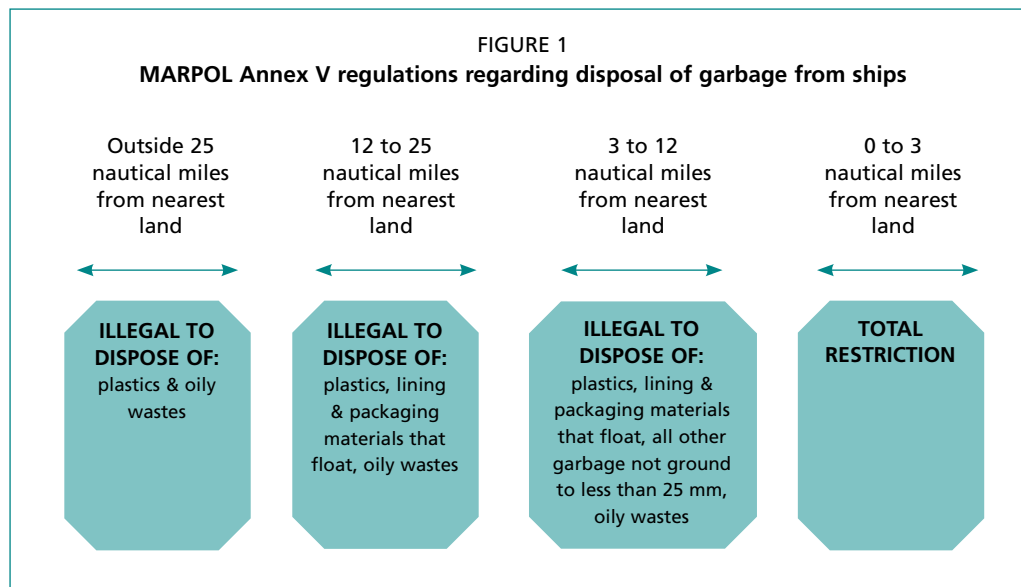 FIGURE 1
MARPOL Annex V regulations regarding disposal of garbage from ships
Outside 25
nautical miles
from nearest
land
12 to 25
nautical miles
from nearest
land
3 to 12
nautical miles
from nearest
land
0 to 3
nautical miles
from nearest
land
ILLEGAL TO
DISPOSE OF:
plastics & oily
wastes
ILLEGAL TO
DISPOSE OF:
plastics, lining
& packaging
materials that
float, oily wastes
ILLEGAL TO
DISPOSE OF:
plastics, lining &
packaging materials
that float, all other
garbage not ground
to less than 25 mm,
oily wastes
TOTAL
RESTRICTION